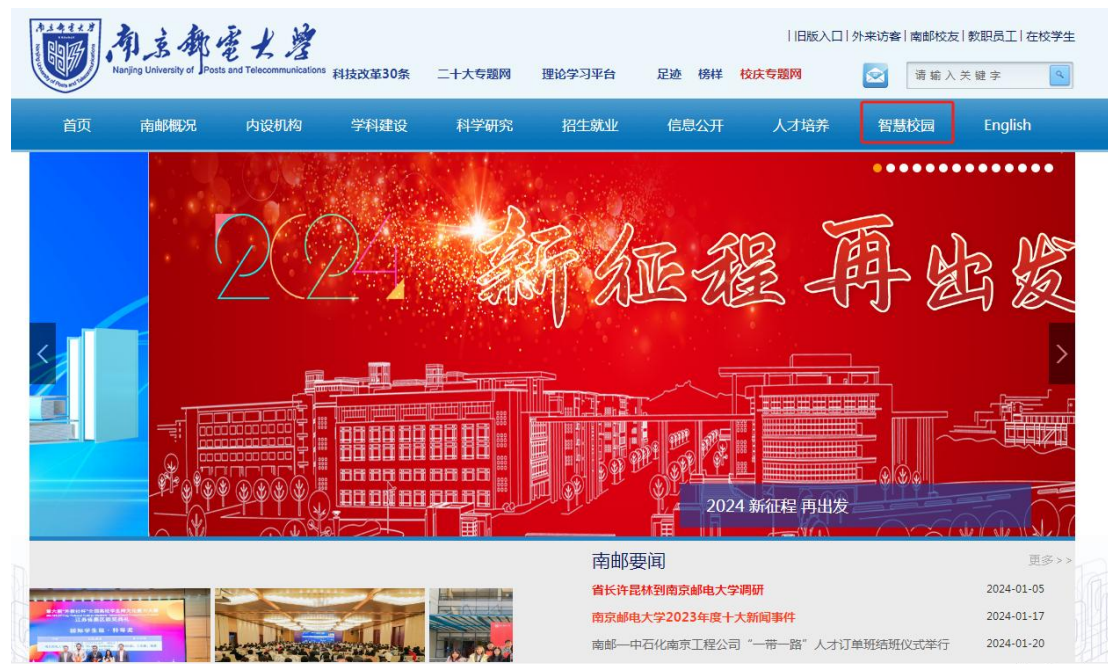 南京邮电大学
南京郵電大學
Nanjing University of Posts and Telecommunications
| 旧版入口 | 外来访客 | 南邮校友 | 教职员工 | 在校学生
科技改革30条 二十大专题网 理论学习平台 足迹 榜样 校庆专题网
请输入关键字
首页 南邮概况 内设机构 学科建设 科学研究 招生就业 信息公开 人才培养 智慧校园 English
2024 新征程 再出发
2024 新征程 再出发
南邮要闻 更多>>
省长许昆林到南京邮电大学调研 2024-01-05
南京邮电大学2023年度十大新闻事件 2024-01-17
南邮—中石化南京工程公司“一带一路”人才订单班结班仪式举行 2024-01-20